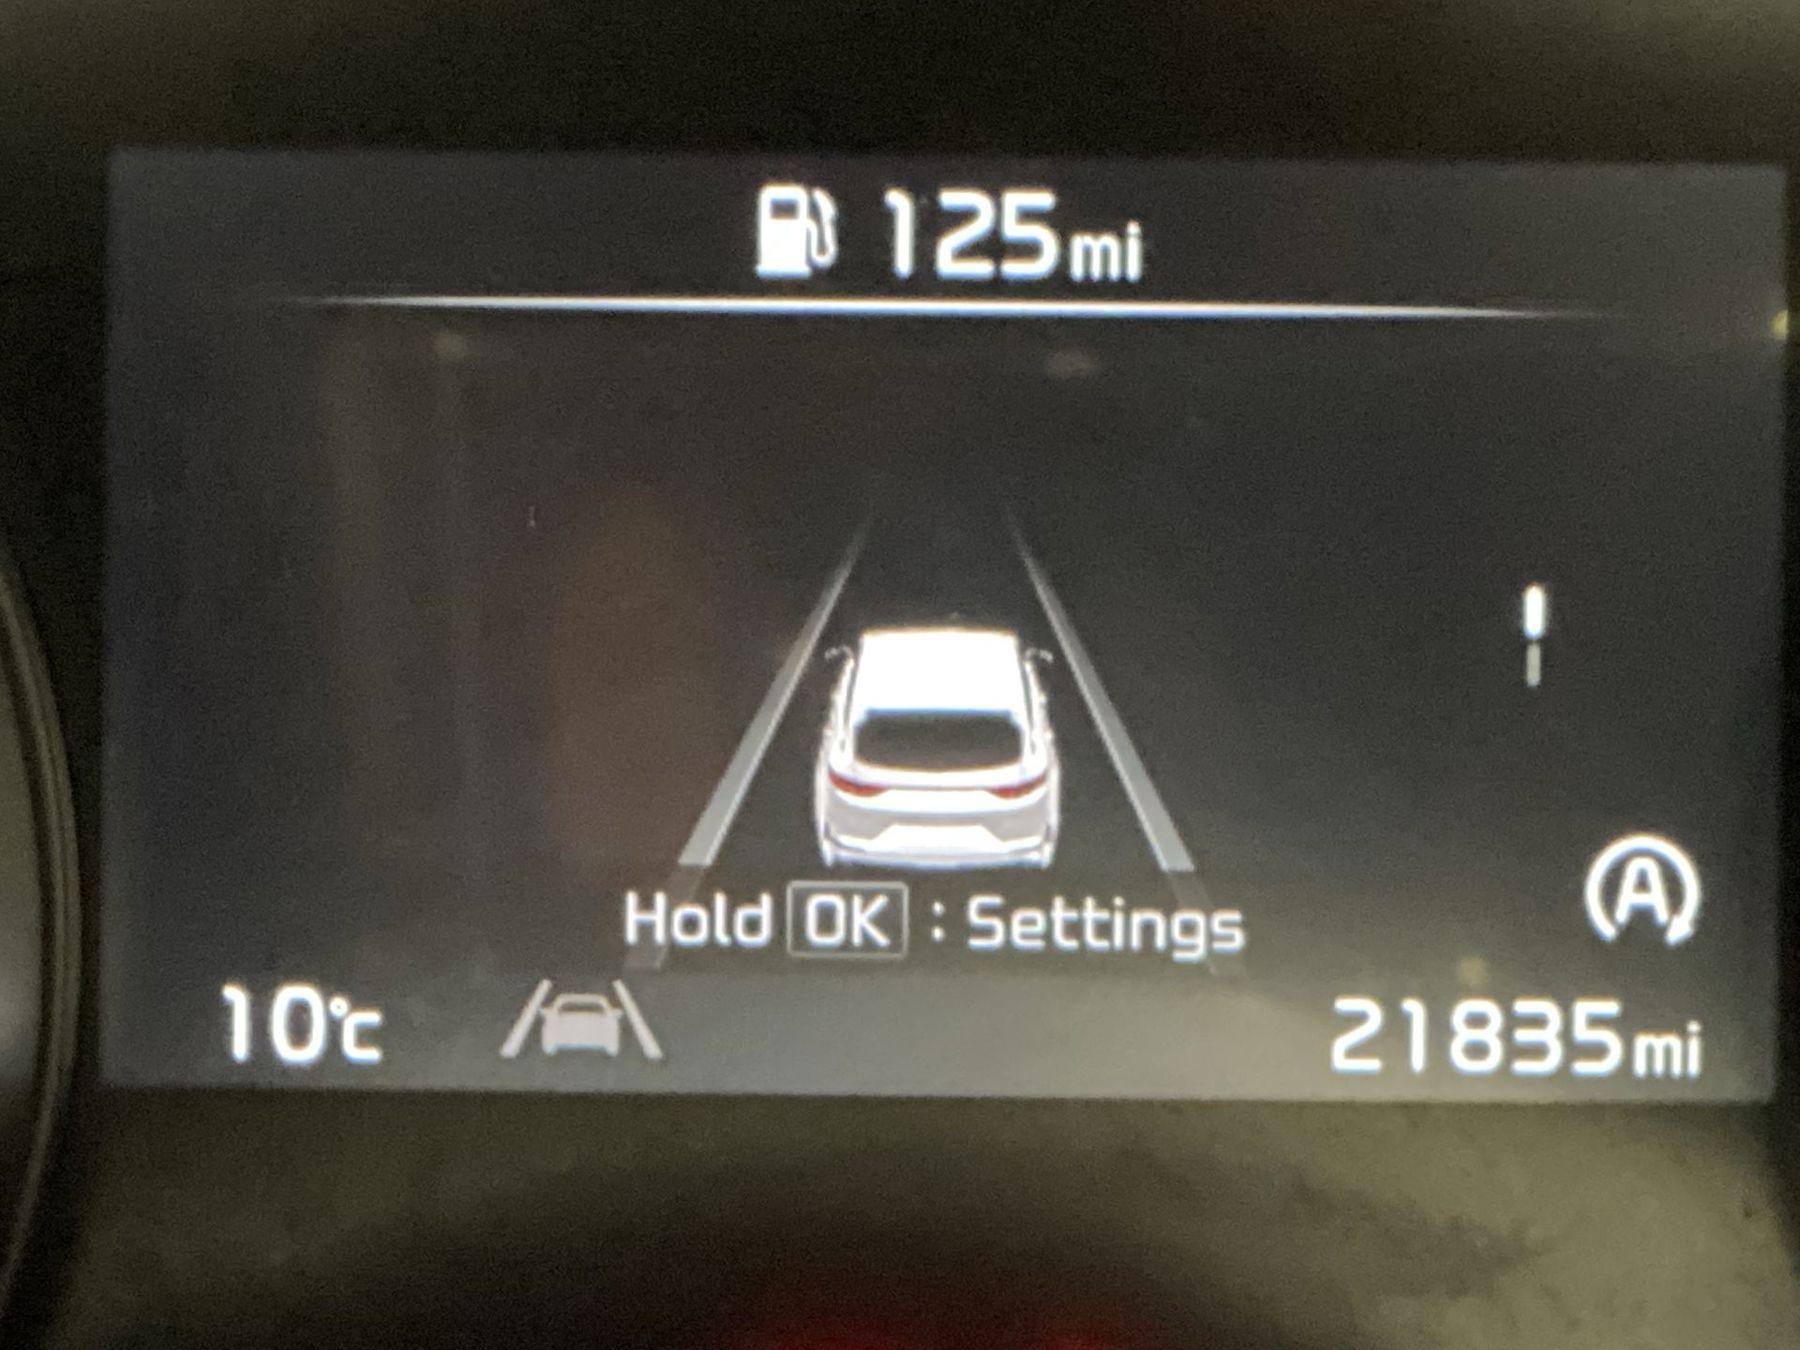 125mi
Hold OK : Settings
A
10°C
21835mi